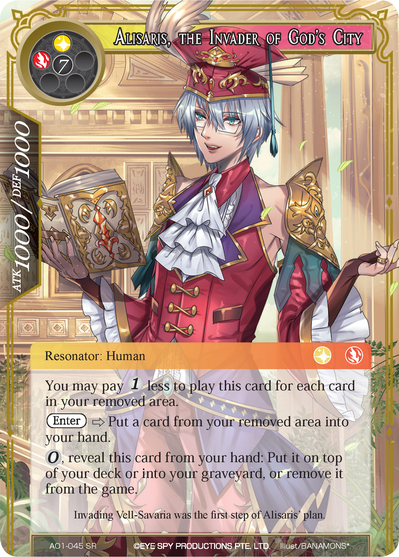 Alisaris, the Invader of God's City
7
ATK 1000 / DEF 1000
Resonator: Human
You may pay 1 less to play this card for each card
in your removed area.
Enter ⇨ Put a card from your removed area into
your hand.
0, reveal this card from your hand: Put it on top
of your deck or into your graveyard, or remove it
from the game.
Invading Vell-Savaria was the first step of Alisaris' plan.
AO1-045 SR ©EYE SPY PRODUCTIONS PTE. LTD. Illust/BANAMONS*